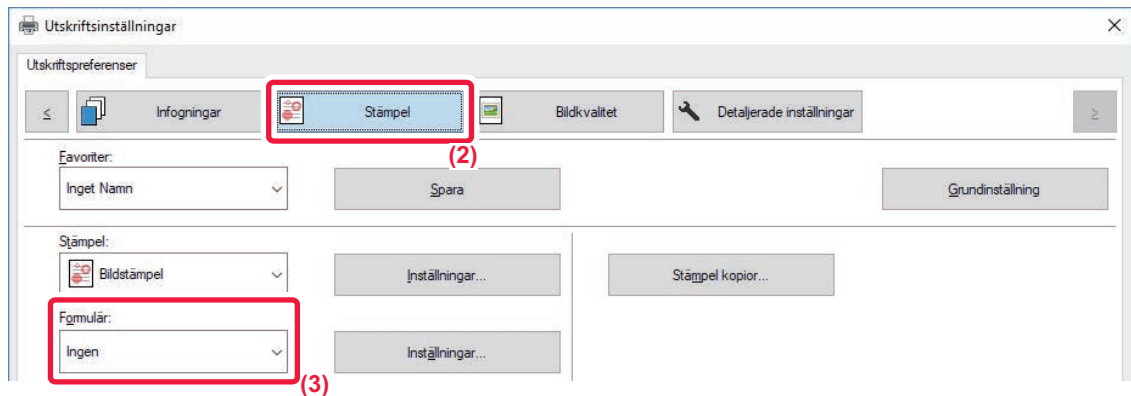 Utskriftsinställningar
Utskriftspreferenser
< Infogningar Stämpel Bildkvalitet Detaljerade inställningar >
(2)
Favoriter:
Inget Namn Spara Grundinställning
Stämpel:
Bildstämpel Inställningar... Stämpel kopior...
Formulär:
Ingen Inställningar...
(3)